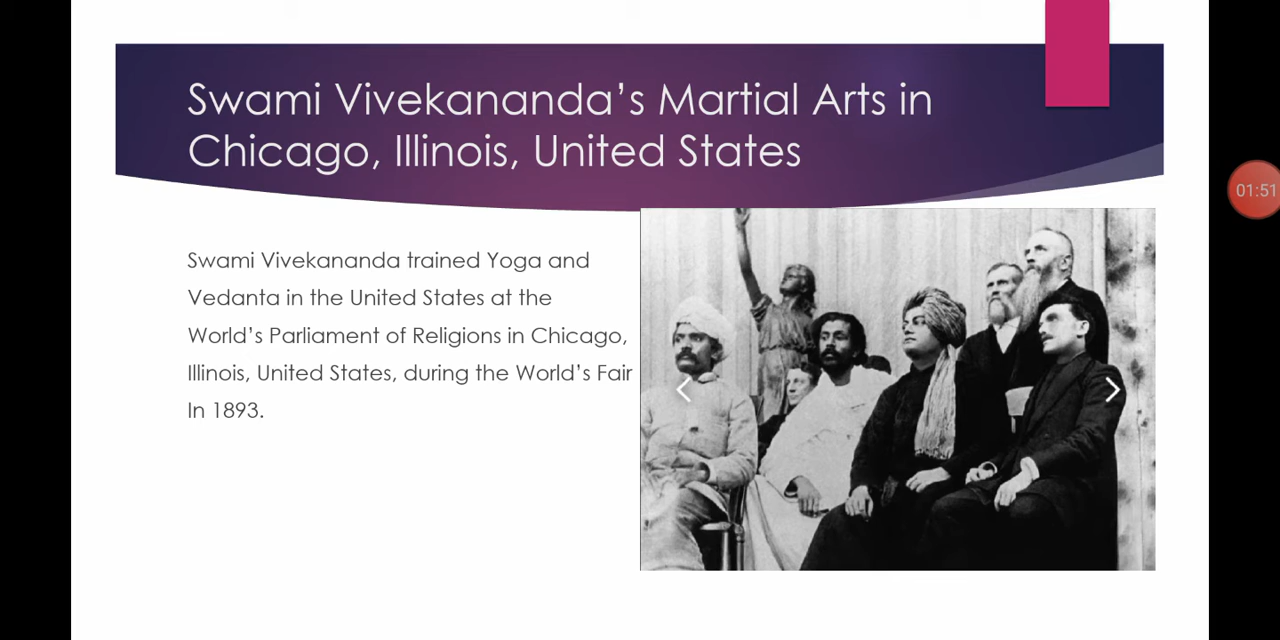 Swami Vivekananda’s Martial Arts in
Chicago, Illinois, United States
Swami Vivekananda trained Yoga and
Vedanta in the United States at the
World’s Parliament of Religions in Chicago,
Illinois, United States, during the World’s Fair
In 1893.
01:51